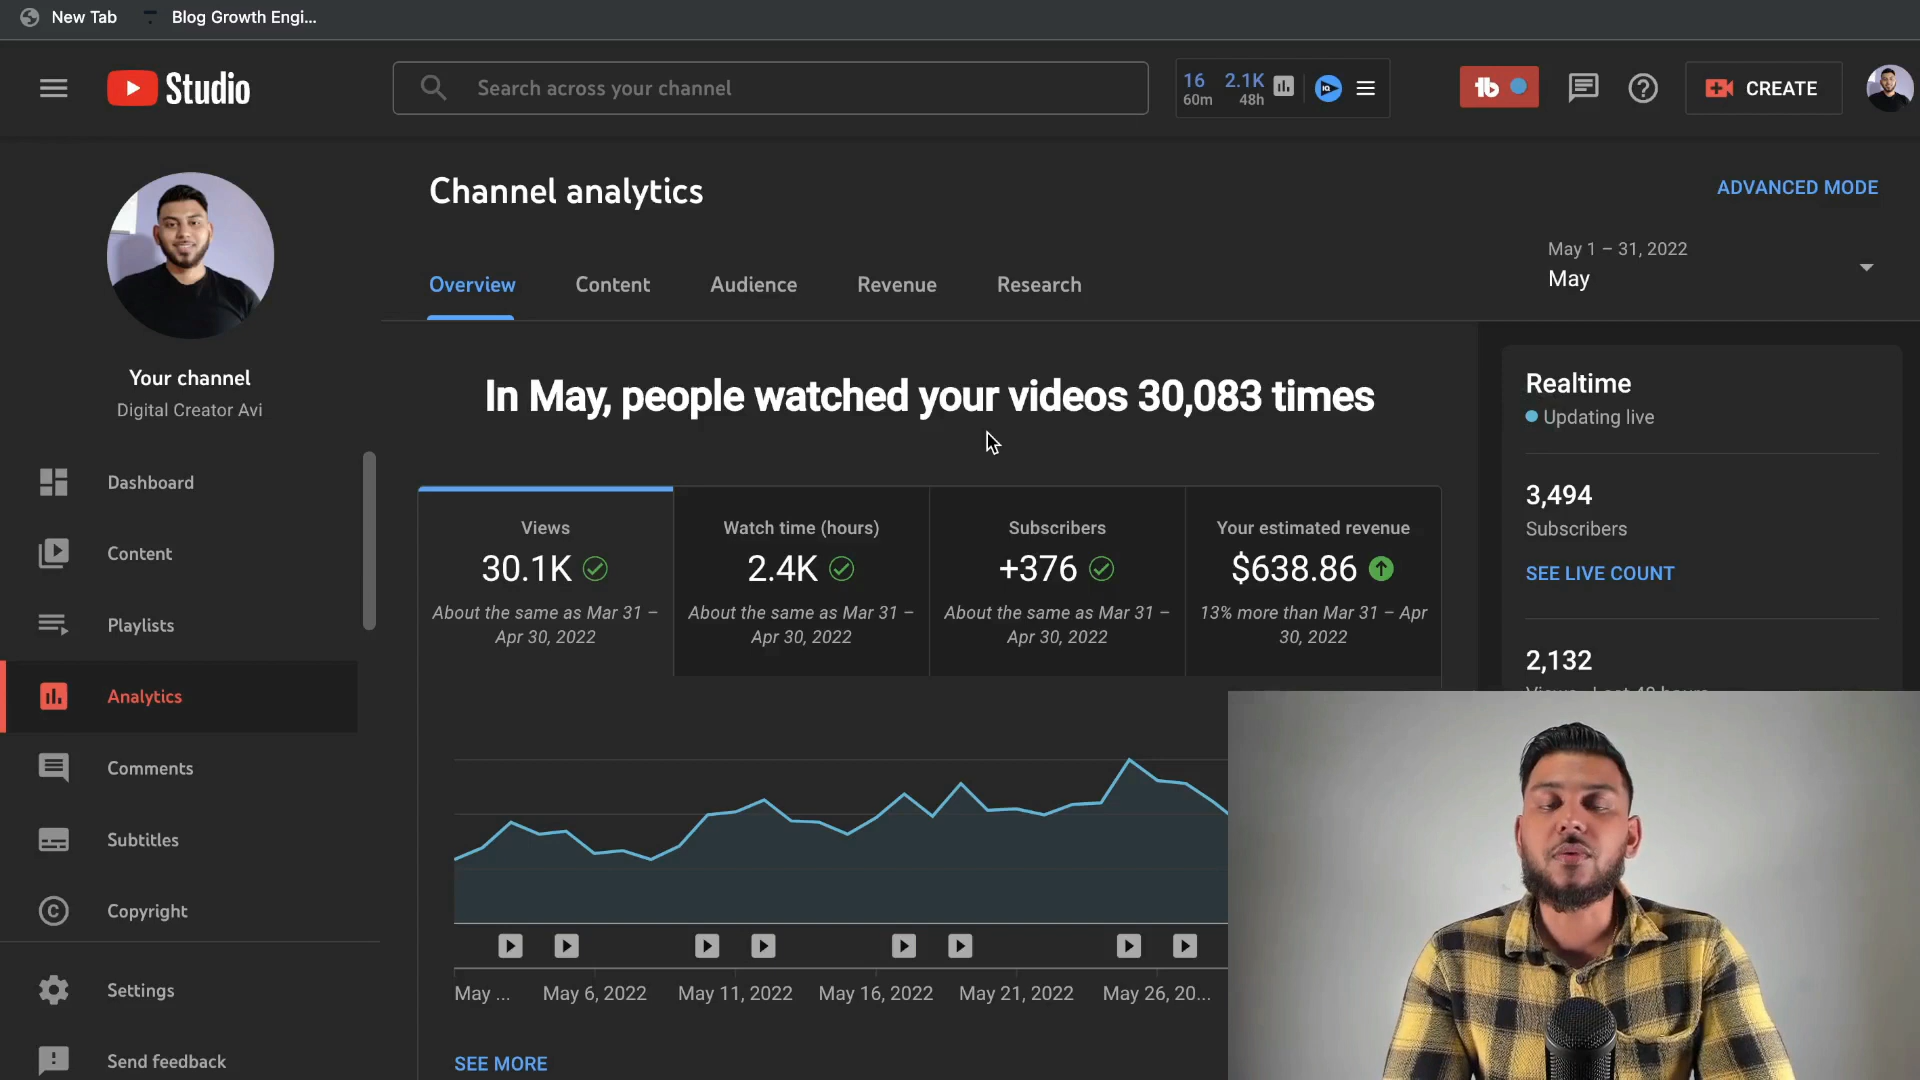 New Tab
Blog Growth Engi...
Studio
Search across your channel
16
60m
2.1K
48h
CREATE
Channel analytics
ADVANCED MODE
May 1 – 31, 2022
May
Overview
Content
Audience
Revenue
Research
In May, people watched your videos 30,083 times
Your channel
Digital Creator Avi
Dashboard
Content
Playlists
Analytics
Comments
Subtitles
Copyright
Settings
Send feedback
Views
30.1K
About the same as Mar 31 –
Apr 30, 2022
Watch time (hours)
2.4K
About the same as Mar 31 –
Apr 30, 2022
Subscribers
+376
About the same as Mar 31 –
Apr 30, 2022
Your estimated revenue
$638.86
13% more than Mar 31 – Apr
30, 2022
May ...
May 6, 2022
May 11, 2022
May 16, 2022
May 21, 2022
May 26, 20...
SEE MORE
Realtime
Updating live
3,494
Subscribers
SEE LIVE COUNT
2,132